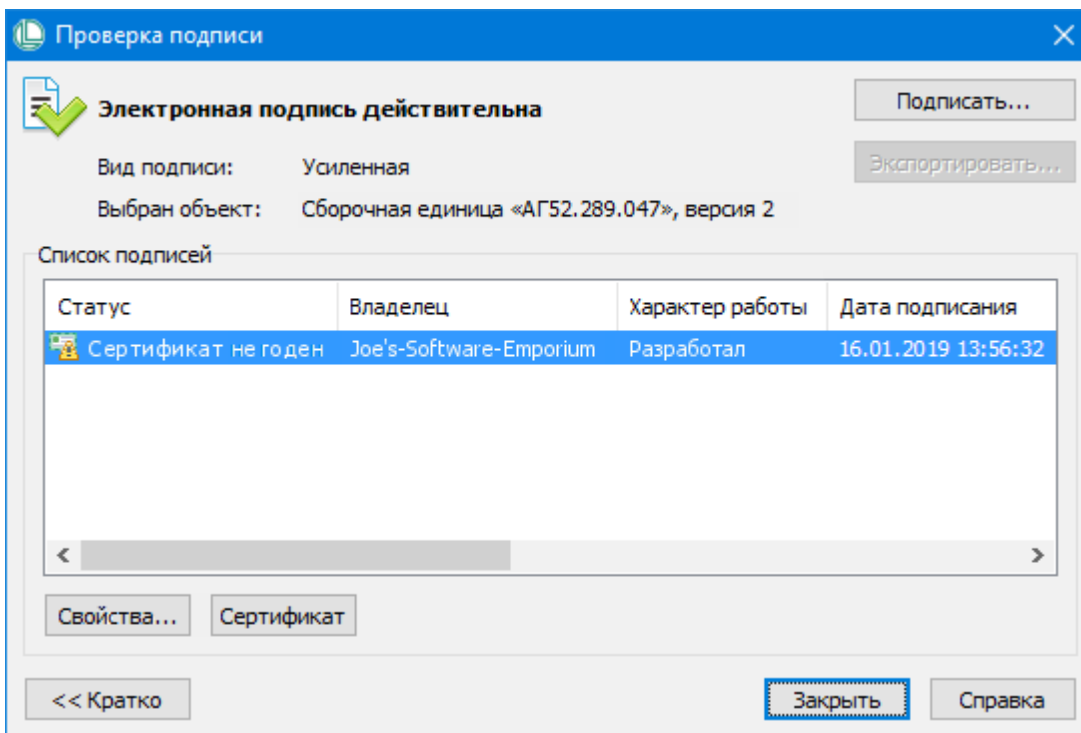 Проверка подписи
Электронная подпись действительна
Подписать...
Вид подписи: Усиленная
Экспортировать...
Выбран объект: Сборочная единица «АГ52.289.047», версия 2
Список подписей
Статус Владелец Характер работы Дата подписания
Сертификат не годен Joe's-Software-Emporium Разработал 16.01.2019 13:56:32
Свойства... Сертификат
<< Кратко Закрыть Справка